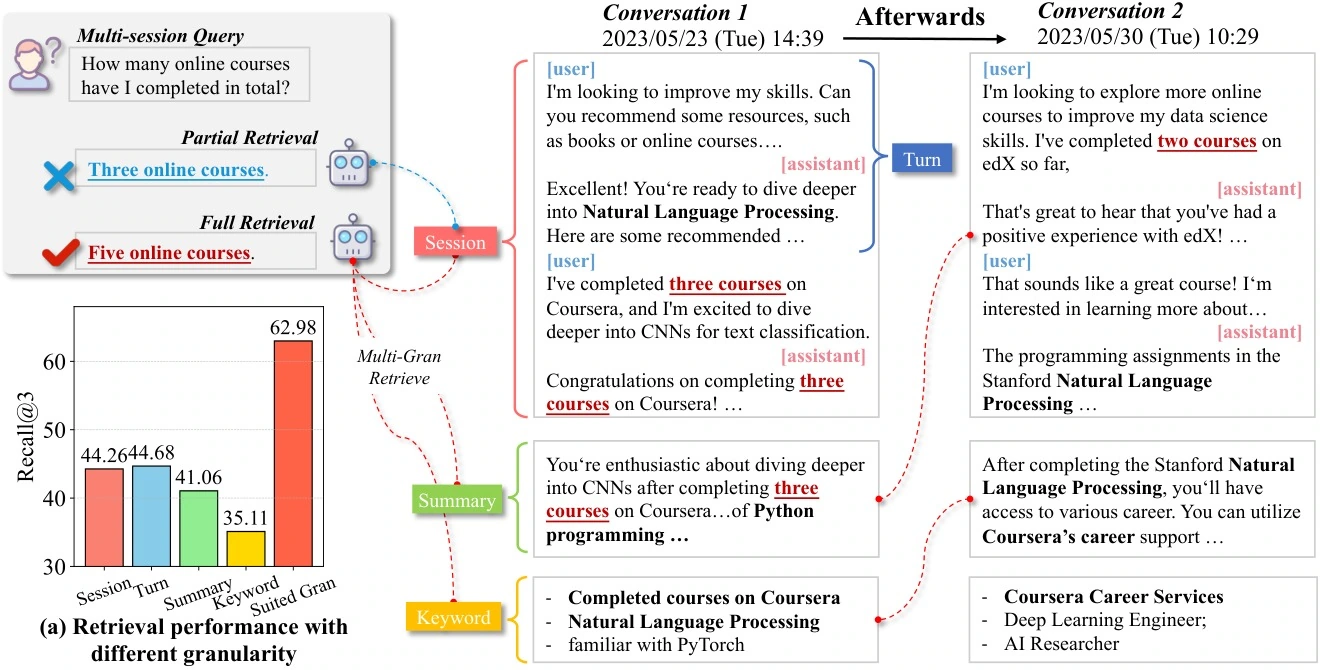 Multi-session Query
How many online courses
have I completed in total?
Partial Retrieval
Three online courses.
Full Retrieval
Five online courses.
Recall@3
60
50
40
30
44.26
44.68
41.06
35.11
62.98
Session
Turn
Summary
Keyword
Suited Gran
(a) Retrieval performance with
different granularity
Multi-Gran
Retrieve
Session
Summary
Keyword
Conversation 1
2023/05/23 (Tue) 14:39
Afterwards
Conversation 2
2023/05/30 (Tue) 10:29
[user]
I'm looking to improve my skills. Can
you recommend some resources, such
as books or online courses….
[assistant]
Excellent! You‘re ready to dive deeper
into Natural Language Processing.
Here are some recommended …
[user]
I've completed three courses on
Coursera, and I'm excited to dive
deeper into CNNs for text classification.
[assistant]
Congratulations on completing three
courses on Coursera! …
Turn
You‘re enthusiastic about diving deeper
into CNNs after completing three
courses on Coursera…of Python
programming …
- Completed courses on Coursera
- Natural Language Processing
- familiar with PyTorch
[user]
I'm looking to explore more online
courses to improve my data science
skills. I've completed two courses on
edX so far,
[assistant]
That's great to hear that you've had a
positive experience with edX! …
[user]
That sounds like a great course! I‘m
interested in learning more about…
[assistant]
The programming assignments in the
Stanford Natural Language
Processing …
After completing the Stanford Natural
Language Processing, you‘ll have
access to various career. You can utilize
Coursera’s career support …
- Coursera Career Services
- Deep Learning Engineer;
- AI Researcher